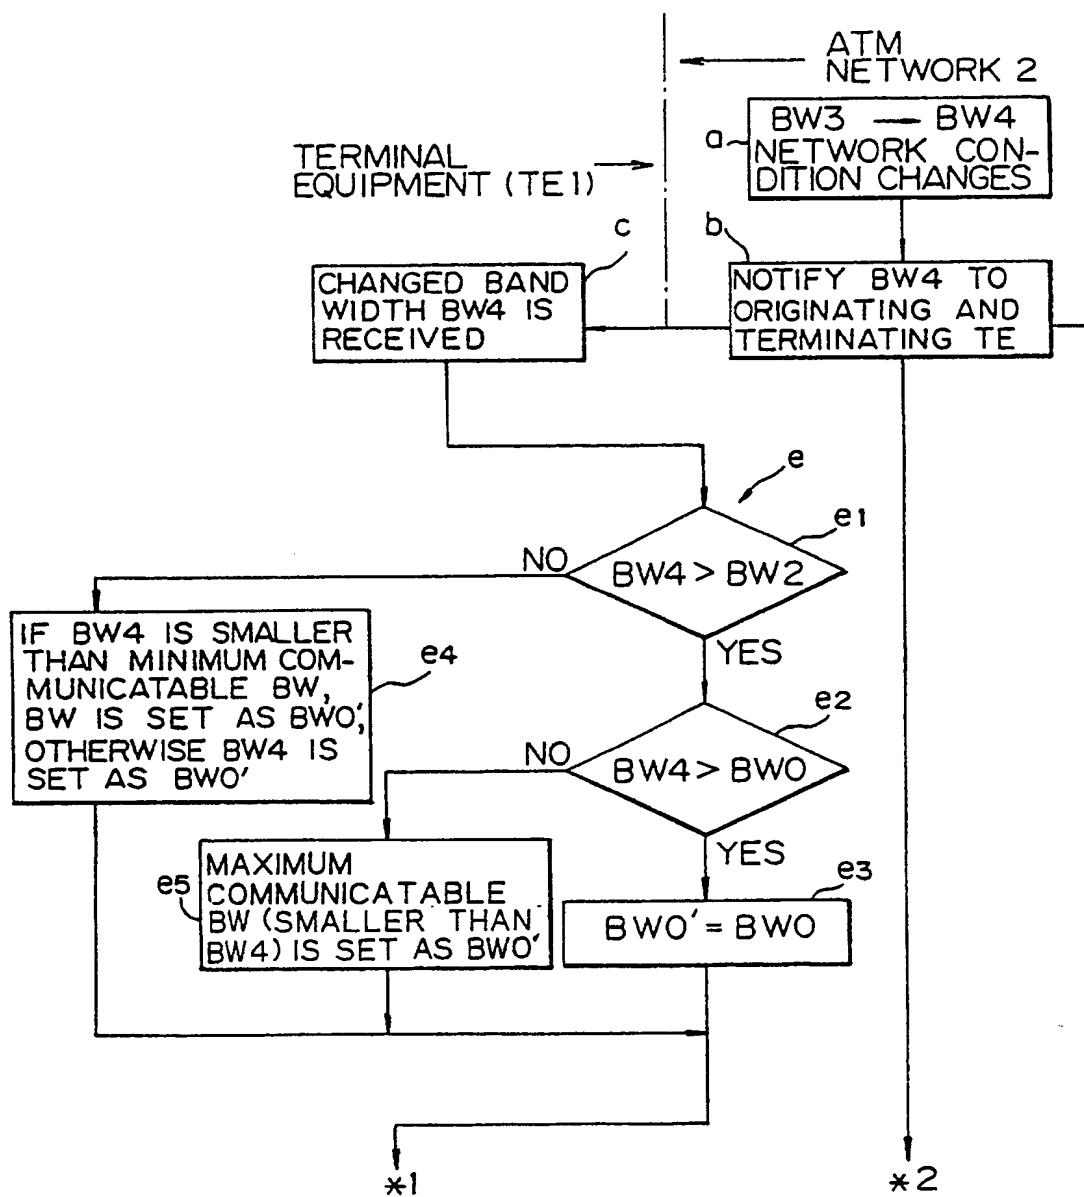 ATM
NETWORK 2
BW3 → BW4
a
NETWORK CON-
DITION CHANGES
TERMINAL
EQUIPMENT (TE1)
c
b
CHANGED BAND
WIDTH BW4 IS
RECEIVED
NOTIFY BW4 TO
ORIGINATING AND
TERMINATING TE
e
e1
NO
BW4 > BW2
YES
IF BW4 IS SMALLER
THAN MINIMUM COM-
MUNICATABLE BW,
BW IS SET AS BW0',
OTHERWISE BW4 IS
SET AS BW0'
e4
e2
NO
BW4 > BW0
YES
e5
MAXIMUM
COMMUNICATABLE
BW (SMALLER THAN
BW4) IS SET AS BW0'
e3
BW0' = BW0
*1
*2